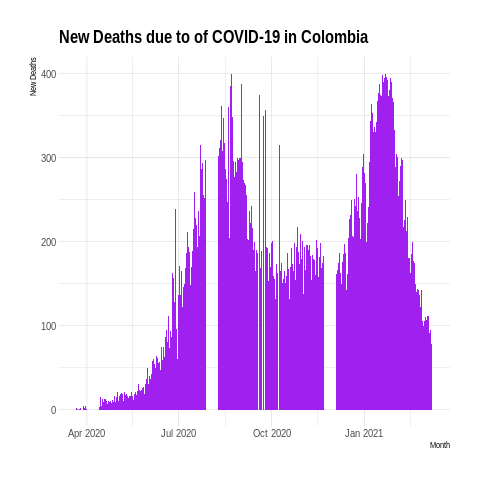 New Deaths due to of COVID-19 in Colombia
New Deaths
400
300
200
100
0
Apr 2020 Jul 2020 Oct 2020 Jan 2021
Month